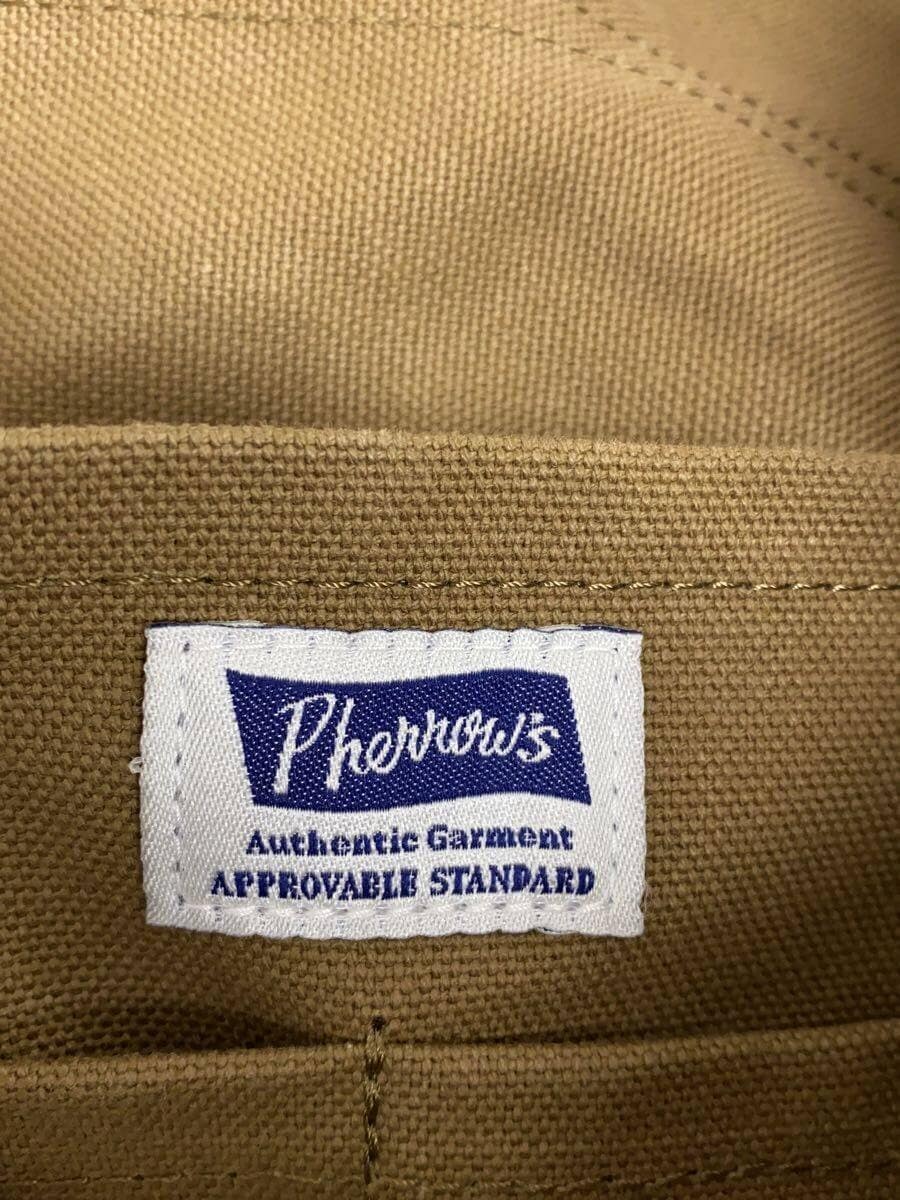 Pherrow's
Authentic Garment
APPROVABLE STANDARD